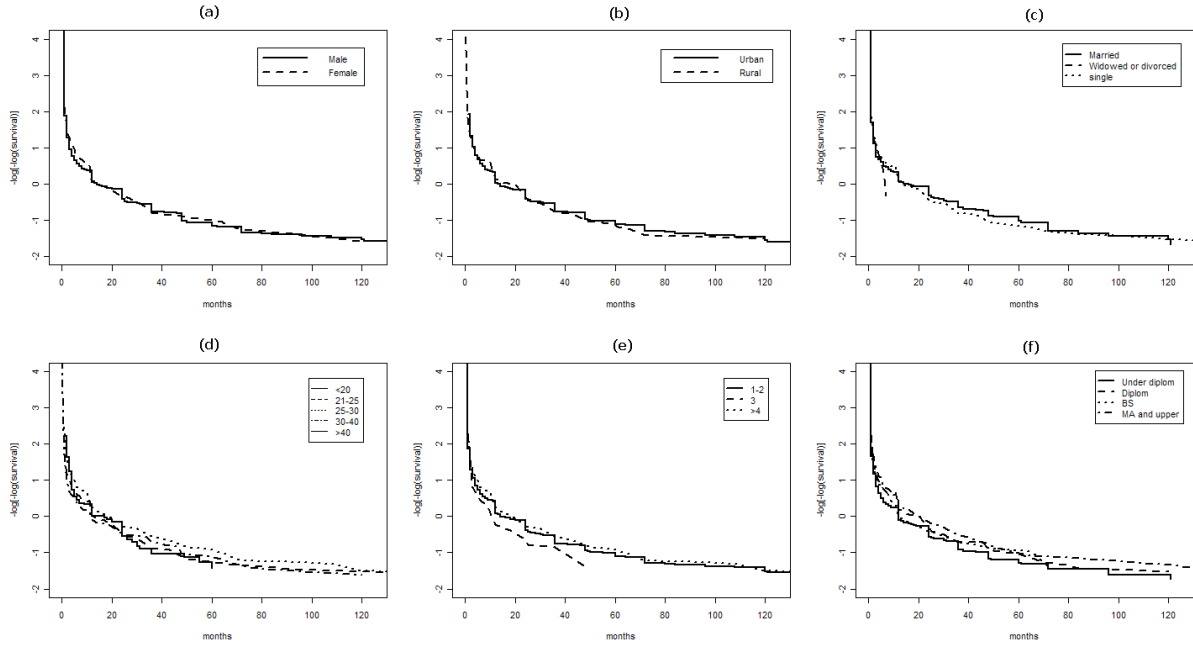 (a)
-log[-log(survival)]
4
3
2
1
0
-1
-2
Male
Female
0 20 40 60 80 100 120
months
(b)
-log[-log(survival)]
4
3
2
1
0
-1
-2
Urban
Rural
0 20 40 60 80 100 120
months
(c)
-log[-log(survival)]
4
3
2
1
0
-1
-2
Married
Widowed or divorced
single
0 20 40 60 80 100 120
months
(d)
-log[-log(survival)]
4
3
2
1
0
-1
-2
<20
21-25
25-30
30-40
>40
0 20 40 60 80 100 120
months
(e)
-log[-log(survival)]
4
3
2
1
0
-1
-2
1-2
3
>4
0 20 40 60 80 100 120
months
(f)
-log[-log(survival)]
4
3
2
1
0
-1
-2
Under diplom
Diplom
BS
MA and upper
0 20 40 60 80 100 120
months